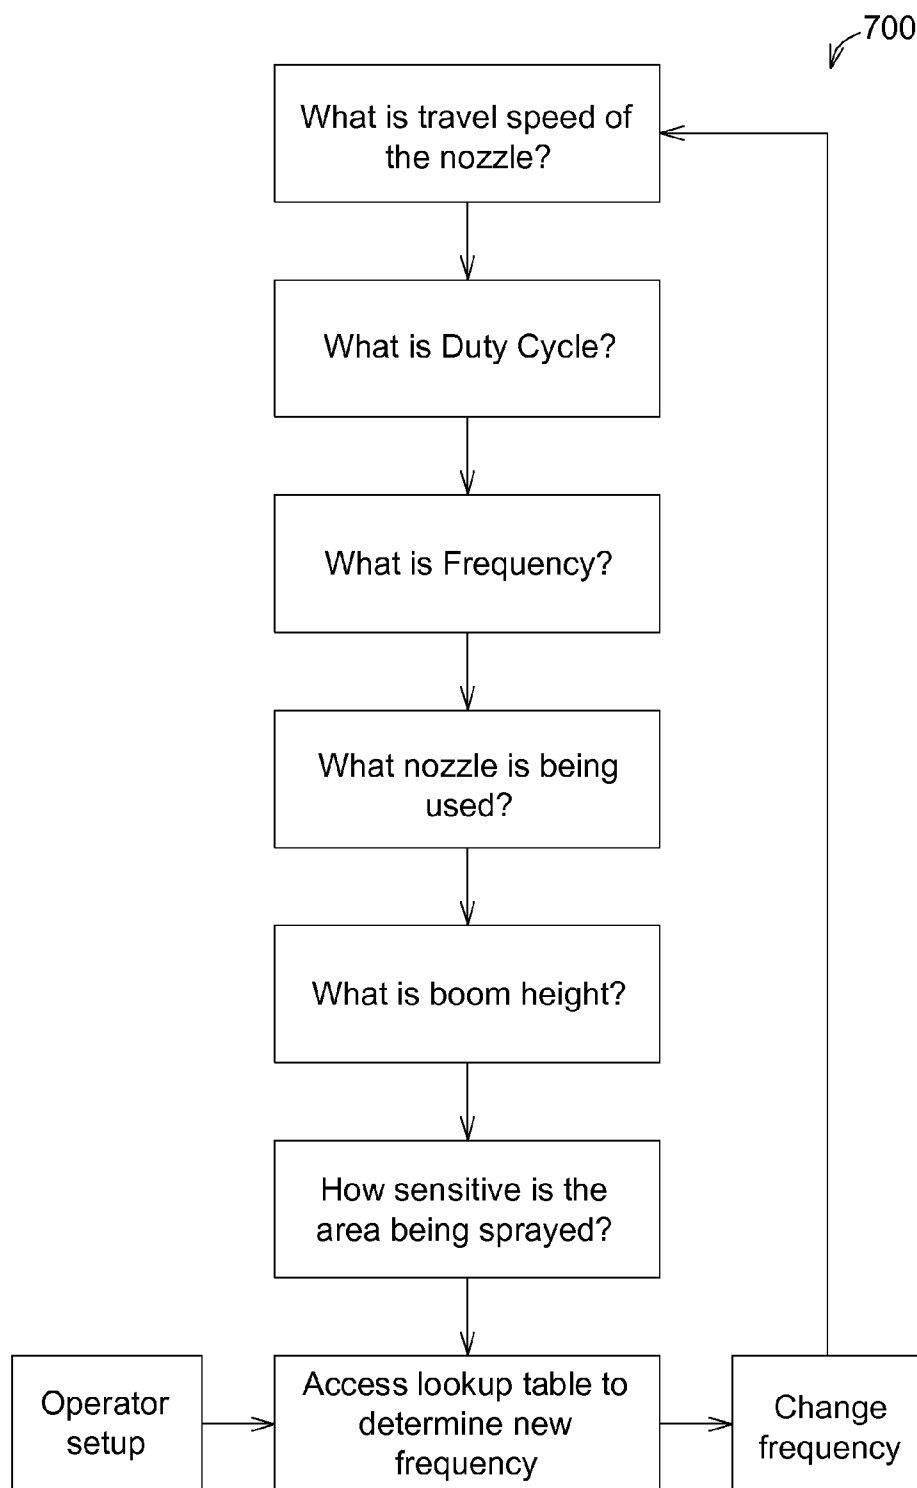 700
What is travel speed of
the nozzle?
What is Duty Cycle?
What is Frequency?
What nozzle is being
used?
What is boom height?
How sensitive is the
area being sprayed?
Operator
setup
Access lookup table to
determine new
frequency
Change
frequency